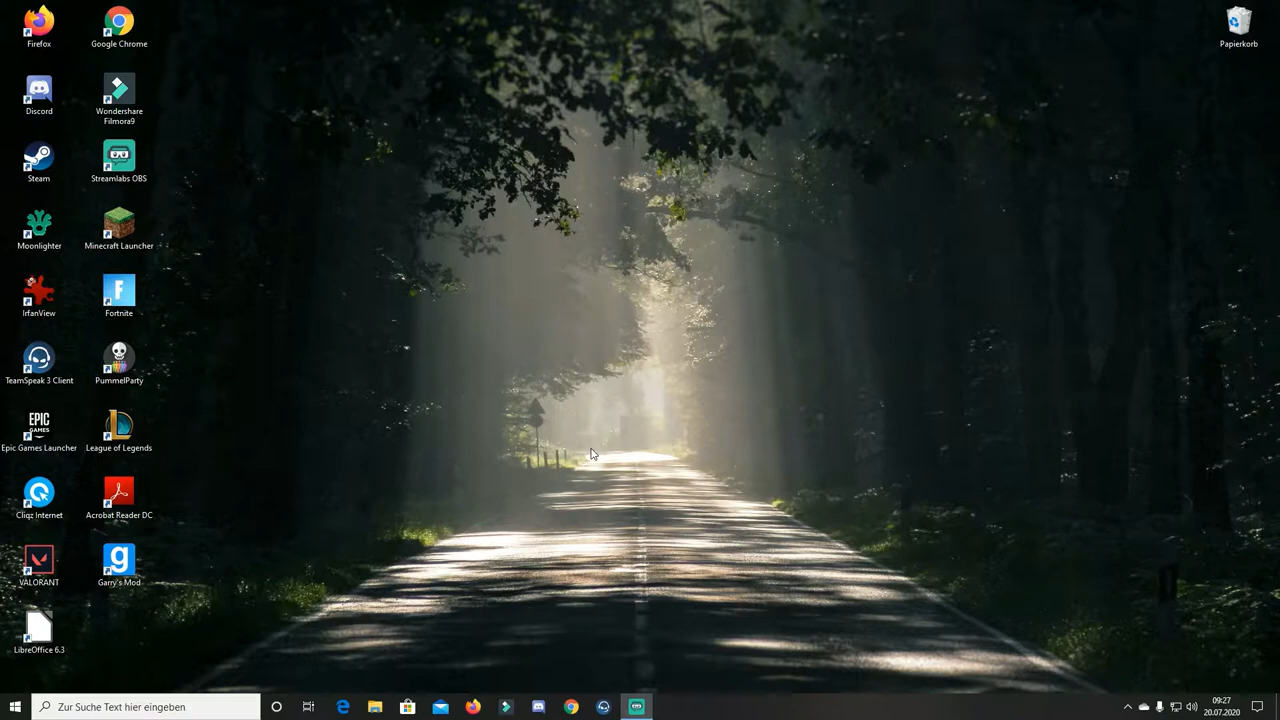 Firefox
Google Chrome
Papierkorb
Discord
Wondershare
Filmora9
Steam
Streamlabs OBS
Moonlighter
Minecraft Launcher
IrfanView
F
Fortnite
TeamSpeak 3 Client
PummelParty
EPIC
GAMES
Epic Games Launcher
League of Legends
Cliqz Internet
Acrobat Reader DC
g
VALORANT
Garry's Mod
LibreOffice 6.3
Zur Suche Text hier eingeben
09:27
20.07.2020